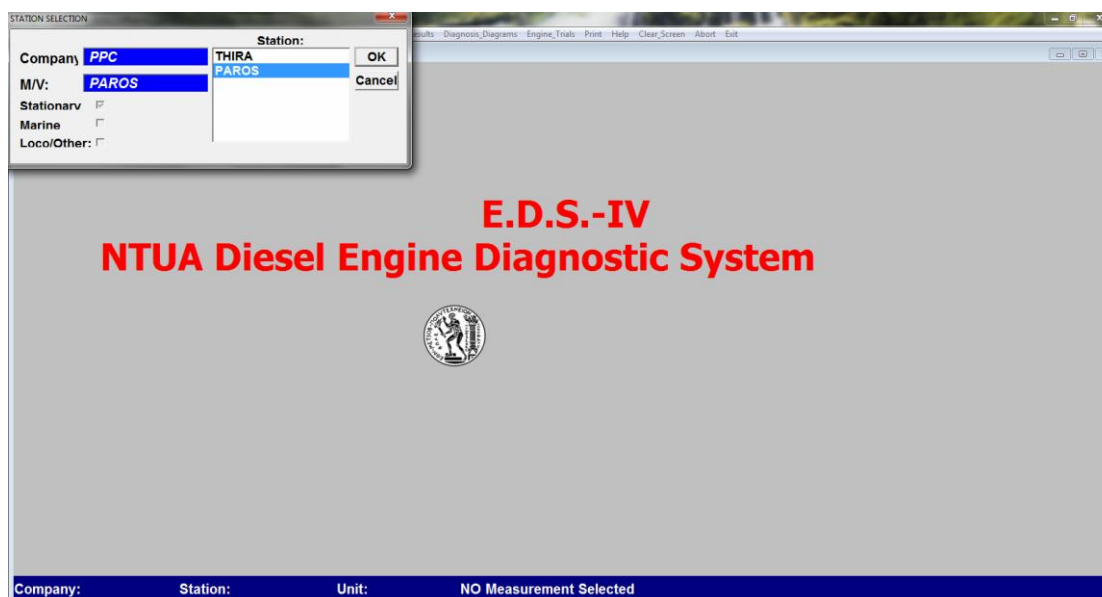 STATION SELECTION
Station:
Company PPC
M/V: PAROS
Stationary
Marine
Loco/Other:
THIRA
PAROS
OK
Cancel
Diagnosis_Diagrams Engine_Trials Print Help Clear_Screen Abort Exit
E.D.S.-IV
NTUA Diesel Engine Diagnostic System
Company: Station: Unit: NO Measurement Selected